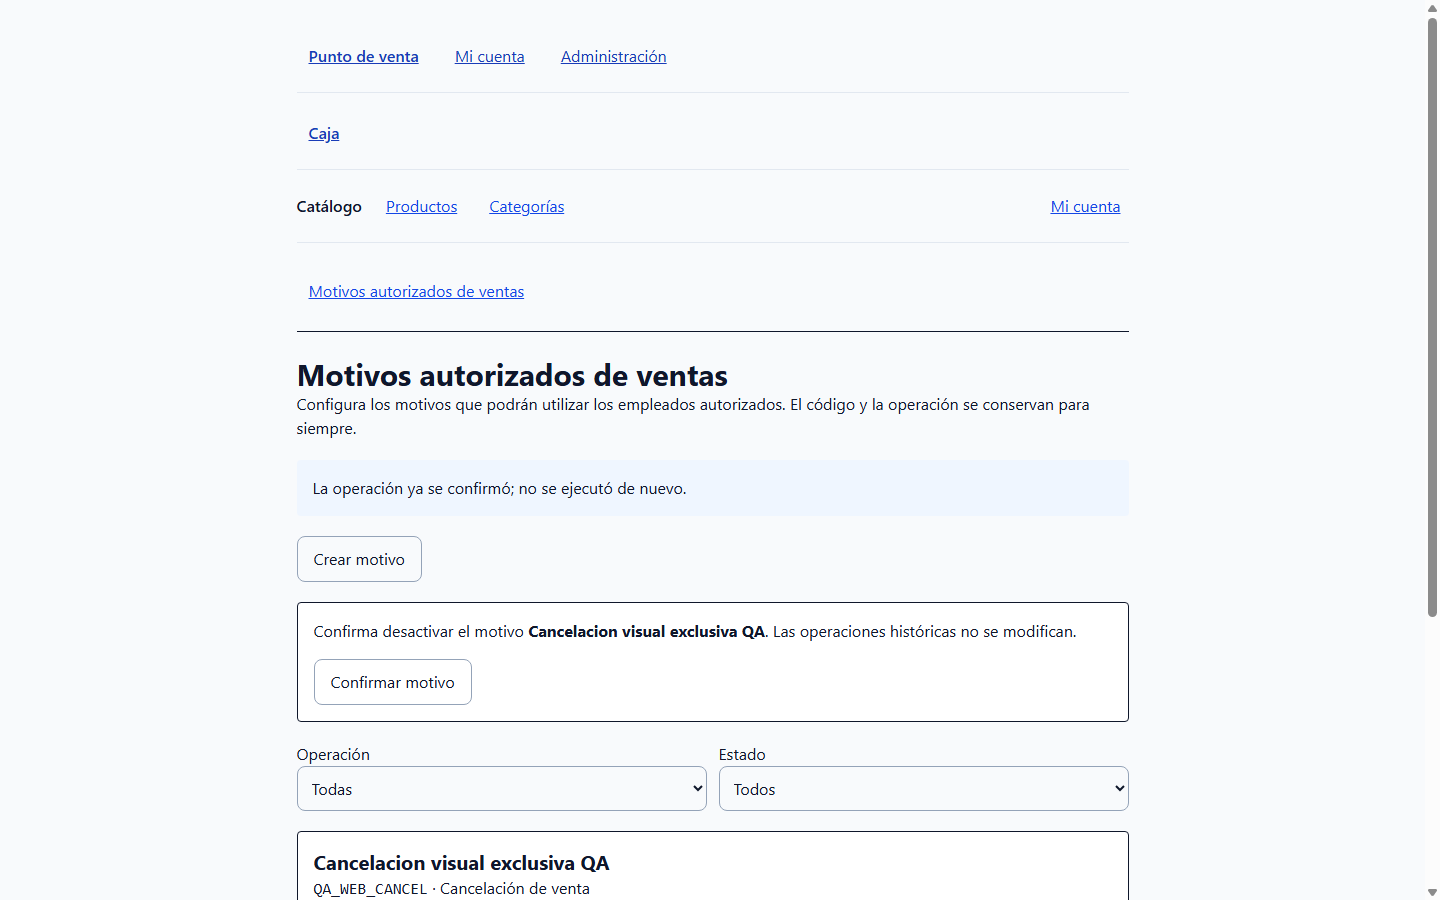 Punto de venta Mi cuenta Administración
Caja
Catálogo Productos Categorías Mi cuenta
Motivos autorizados de ventas
Motivos autorizados de ventas
Configura los motivos que podrán utilizar los empleados autorizados. El código y la operación se conservan para
siempre.
La operación ya se confirmó; no se ejecutó de nuevo.
Crear motivo
Confirma desactivar el motivo Cancelacion visual exclusiva QA. Las operaciones históricas no se modifican.
Confirmar motivo
Operación Estado
Todas Todos
Cancelacion visual exclusiva QA
QA_WEB_CANCEL · Cancelación de venta